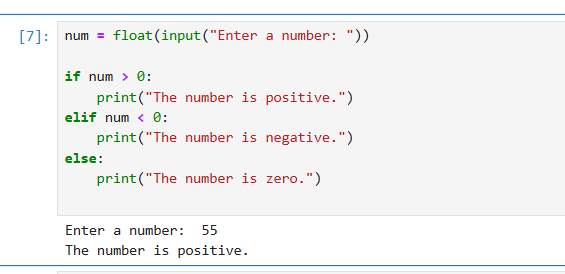 [7]: num = float(input("Enter a number: "))
if num > 0:
    print("The number is positive.")
elif num < 0:
    print("The number is negative.")
else:
    print("The number is zero.")
Enter a number:  55
The number is positive.